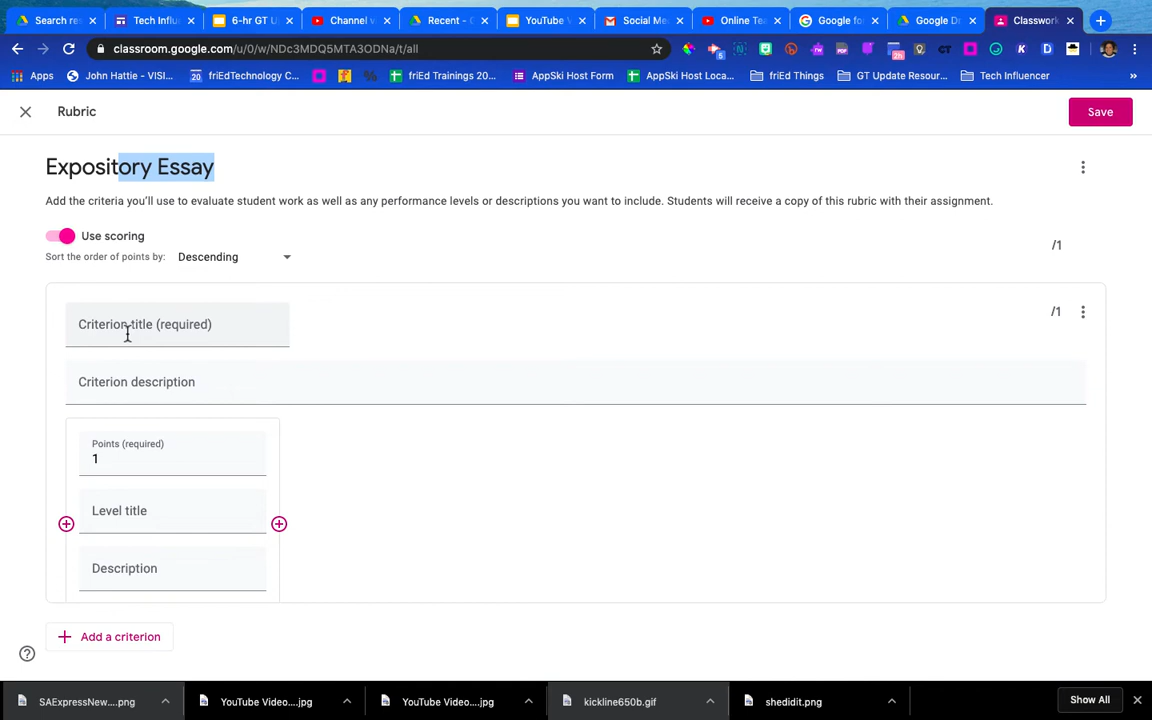 Search res
Tech Influ
6-hr GT U
Channel v
Recent - G
YouTube V
Social Me
Online Tea
Google fo
Google Dr
Classwork
classroom.google.com/u/0/w/NDc3MDQ5MTA3ODNa/t/all
Apps
John Hattie - VISI...
20 friEdTechnology C...
friEd Trainings 20...
AppSki Host Form
AppSki Host Loca...
friEd Things
GT Update Resour...
Tech Influencer
»
Rubric
Save
Expository Essay
Add the criteria you'll use to evaluate student work as well as any performance levels or descriptions you want to include. Students will receive a copy of this rubric with their assignment.
Use scoring
/1
Sort the order of points by: Descending
Criterion title (required)
/1
Criterion description
Points (required)
1
Level title
Description
Add a criterion
SAExpressNew....png
YouTube Video....jpg
YouTube Video....jpg
kickline650b.gif
shedidit.png
Show All